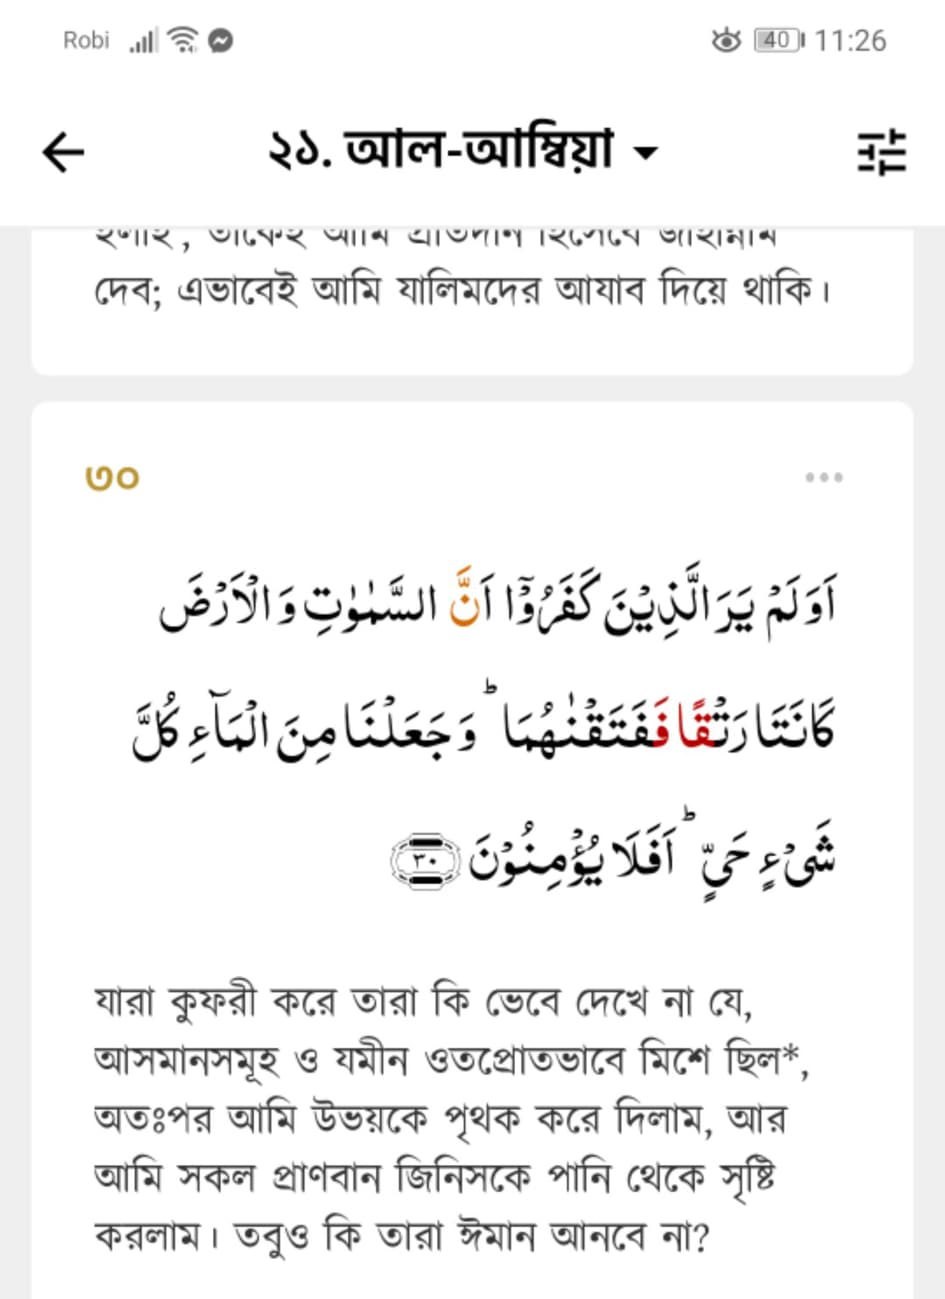 Robi 40 11:26
২১. আল-আম্বিয়া
দেব; এভাবেই আমি যালিমদের আযাব দিয়ে থাকি।
৩০
اَوَلَمْ يَرَ الَّذِيْنَ كَفَرُوْٓا اَنَّ السَّمٰوٰتِ وَالْاَرْضَ
كَانَتَا رَتْقًا فَفَتَقْنٰهُمَا ؕ وَجَعَلْنَا مِنَ الْمَآءِ كُلَّ
شَیْءٍ حَيٍّ ؕ اَفَلَا يُؤْمِنُوْنَ ٣٠
যারা কুফরী করে তারা কি ভেবে দেখে না যে,
আসমানসমূহ ও যমীন ওতপ্রোতভাবে মিশে ছিল*,
অতঃপর আমি উভয়কে পৃথক করে দিলাম, আর
আমি সকল প্রাণবান জিনিসকে পানি থেকে সৃষ্টি
করলাম। তবুও কি তারা ঈমান আনবে না?